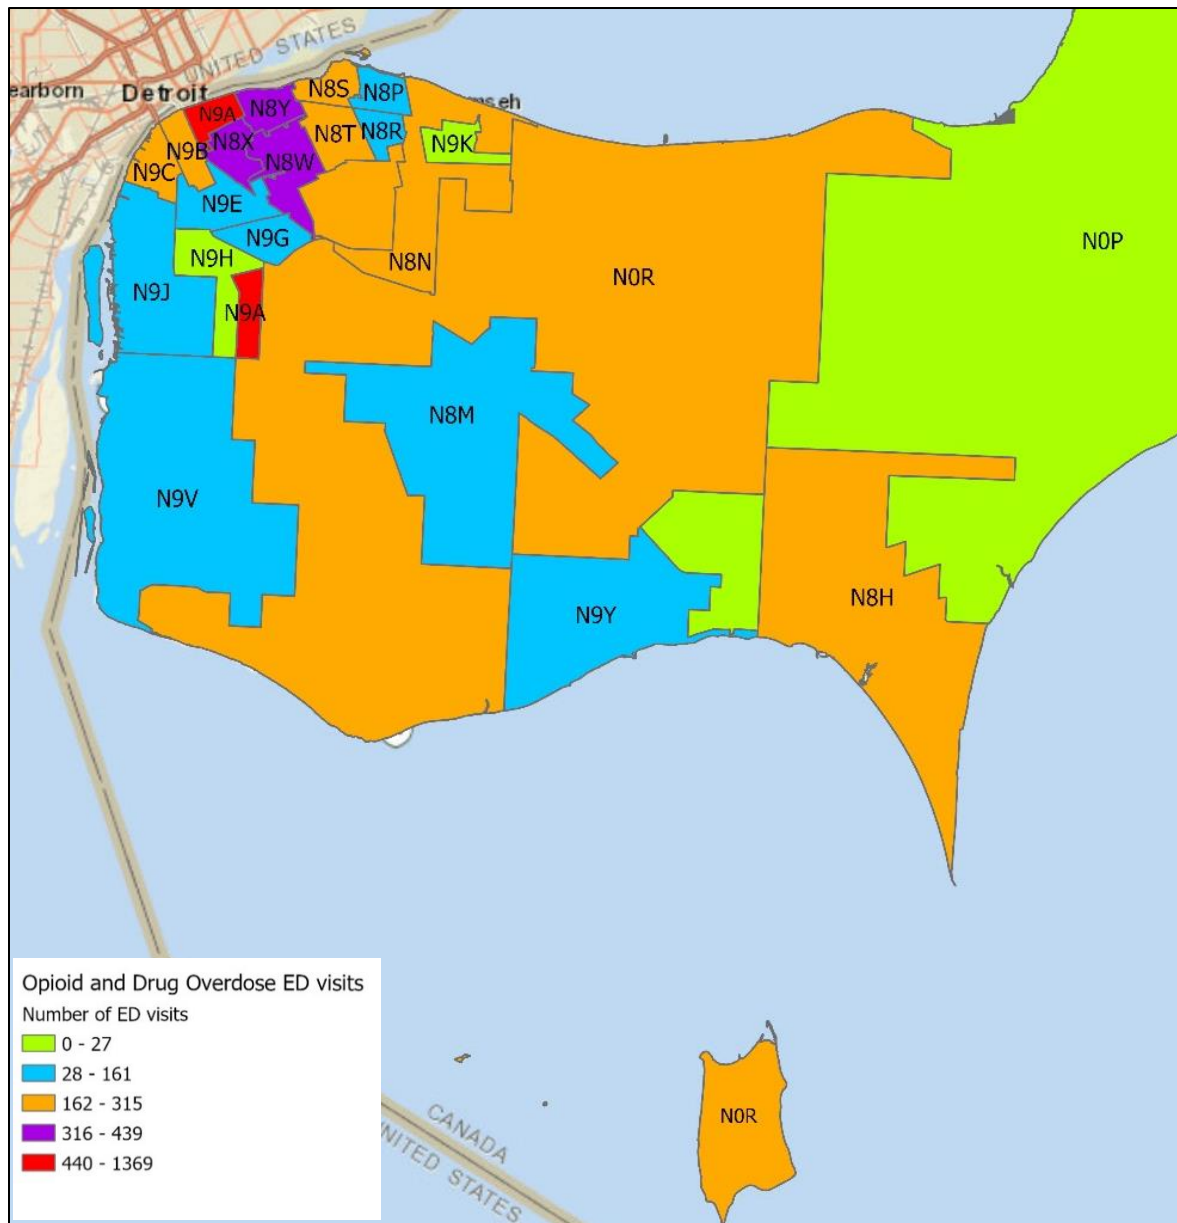 UNITED STATES
earborn
Detroit
N8S
N8P
N9A
N8Y
mseh
N8T
N8R
N9K
N9B
N8X
N8W
N9C
N9E
N9G
N0P
N9H
N8N
N0R
N9J
N9A
N8M
N9V
N8H
N9Y
Opioid and Drug Overdose ED visits
Number of ED visits
0 - 27
28 - 161
162 - 315
316 - 439
440 - 1369
N0R
CANADA
UNITED STATES